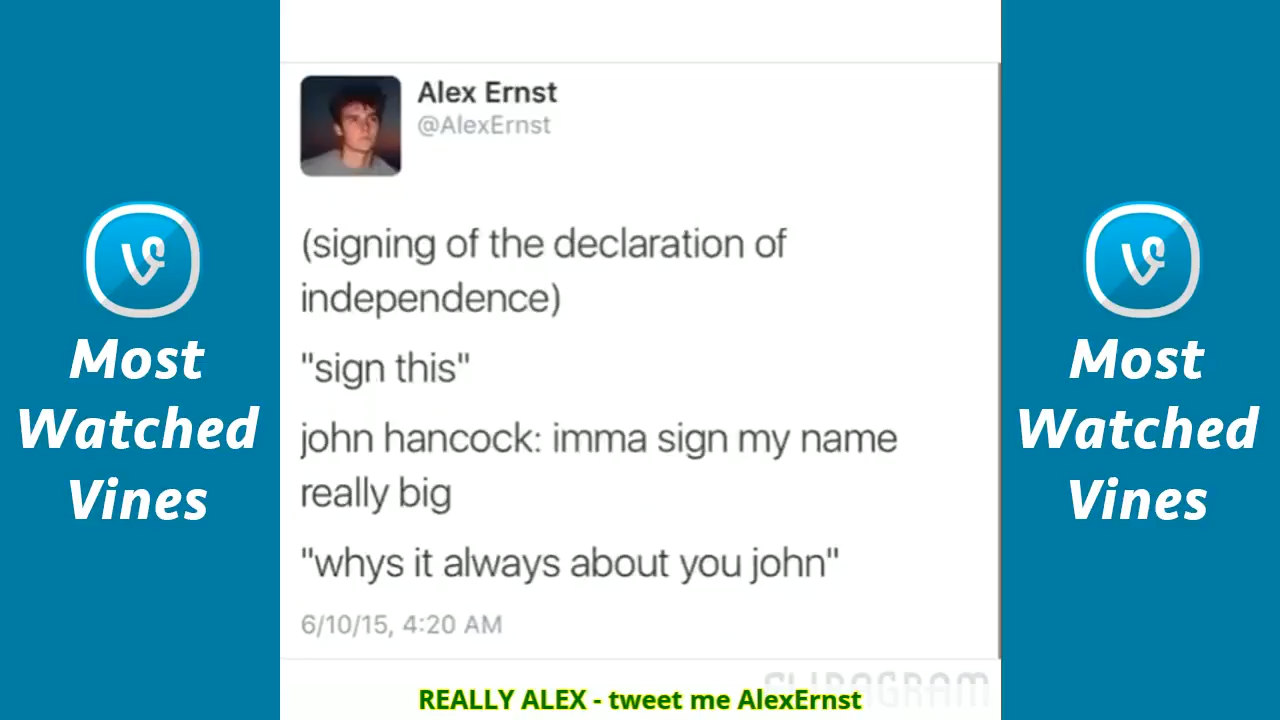 Alex Ernst
@AlexErnst
(signing of the declaration of
independence)
"sign this"
john hancock: imma sign my name
really big
"whys it always about you john"
6/10/15, 4:20 AM
Most
Watched
Vines
Most
Watched
Vines
CLIPAGRAM
REALLY ALEX - tweet me AlexErnst